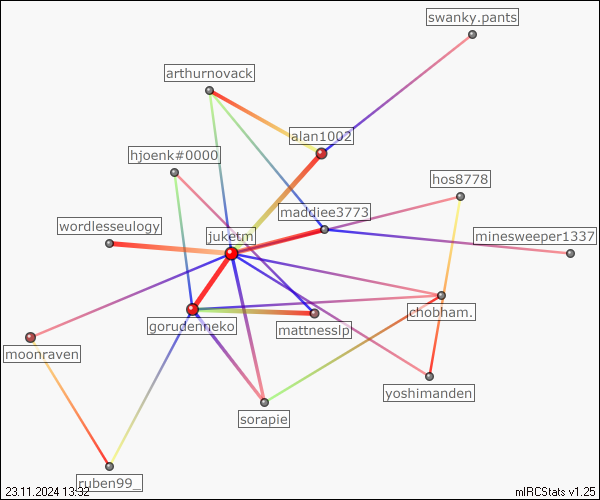 swanky.pants
arthurnovack
alan1002
hjoenk#0000
hos8778
maddiee3773
wordlesseulogy
juketm
minesweeper1337
chobham.
gorudenneko
mattnesslp
moonraven
yoshimanden
sorapie
ruben99_
23.11.2024 13:32
mIRCStats v1.25